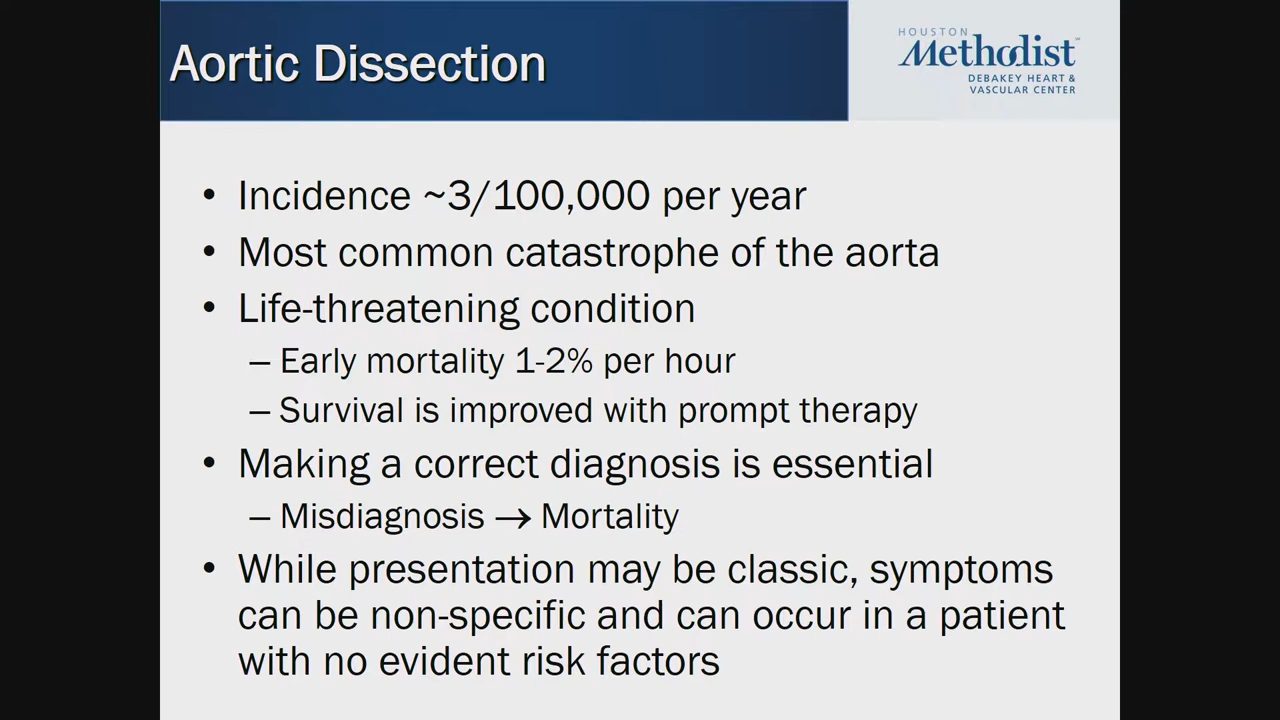 Aortic Dissection
HOUSTON
Methodist
DEBAKEY HEART &
VASCULAR CENTER
• Incidence ~3/100,000 per year
• Most common catastrophe of the aorta
• Life-threatening condition
– Early mortality 1-2% per hour
– Survival is improved with prompt therapy
• Making a correct diagnosis is essential
– Misdiagnosis → Mortality
• While presentation may be classic, symptoms
can be non-specific and can occur in a patient
with no evident risk factors